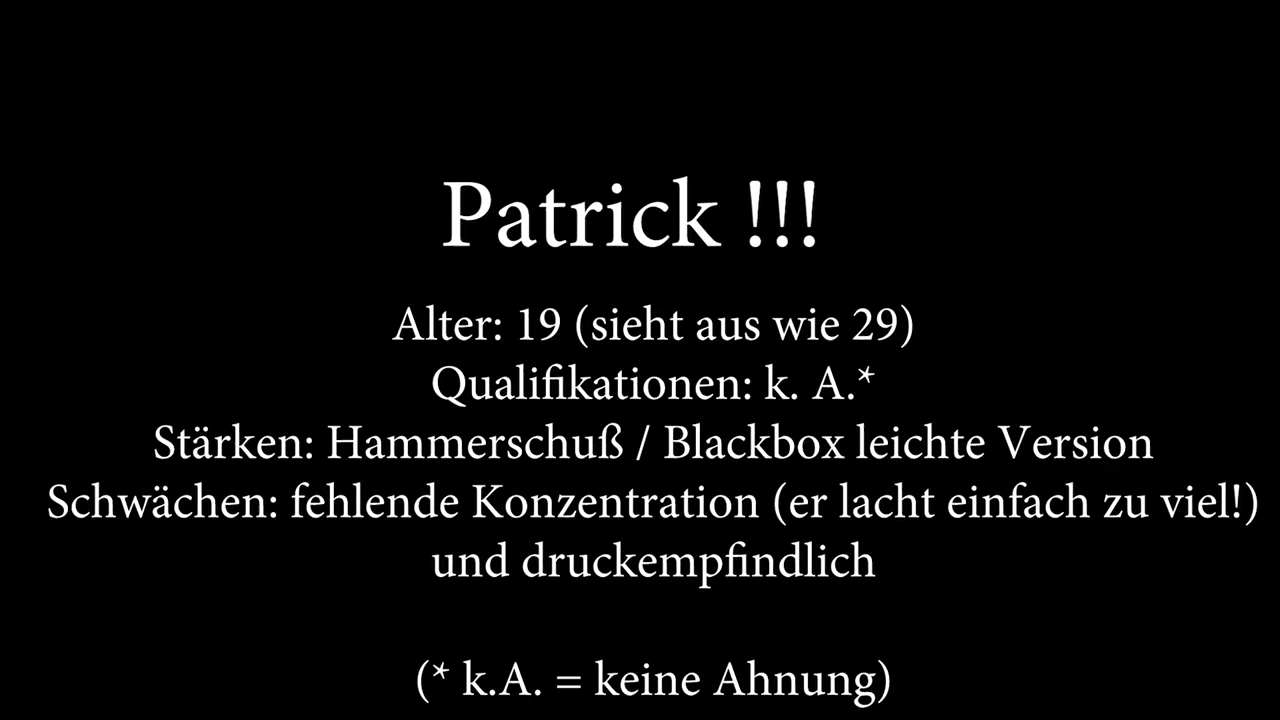 Patrick !!!
Alter: 19 (sieht aus wie 29)
Qualifikationen: k. A.*
Stärken: Hammerschuß / Blackbox leichte Version
Schwächen: fehlende Konzentration (er lacht einfach zu viel!)
und druckempfindlich
(* k.A. = keine Ahnung)